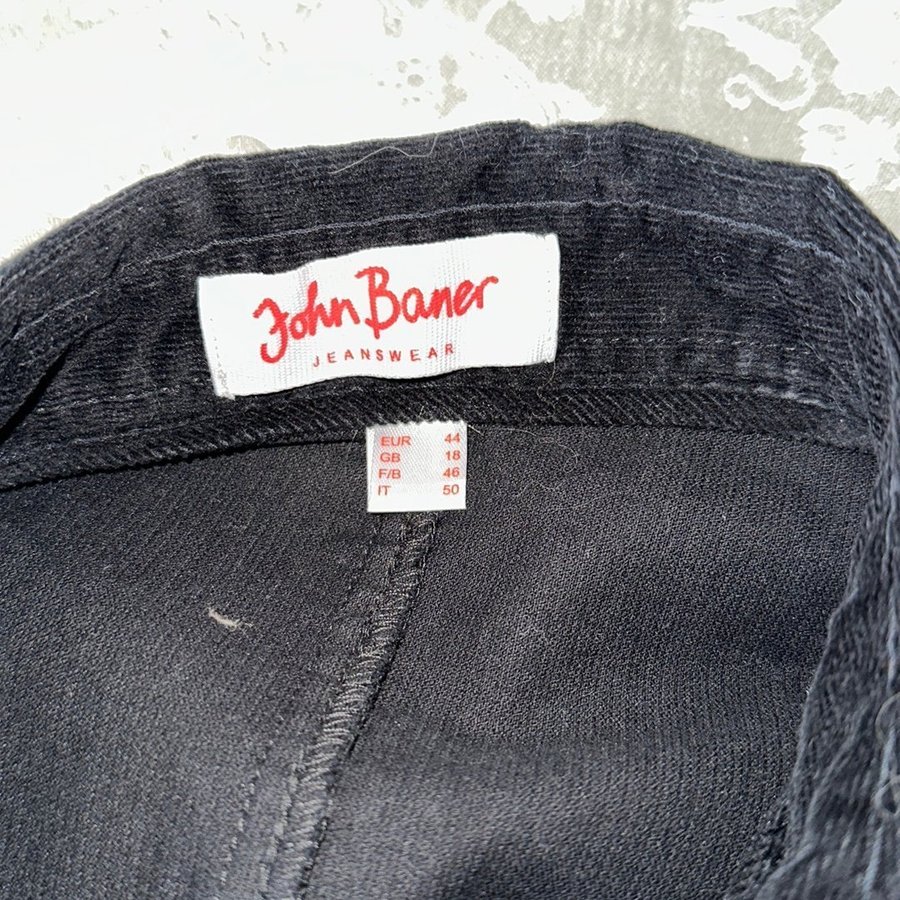 John Baner
JEANSWEAR
EUR 44
GB 18
F/B 46
IT 50